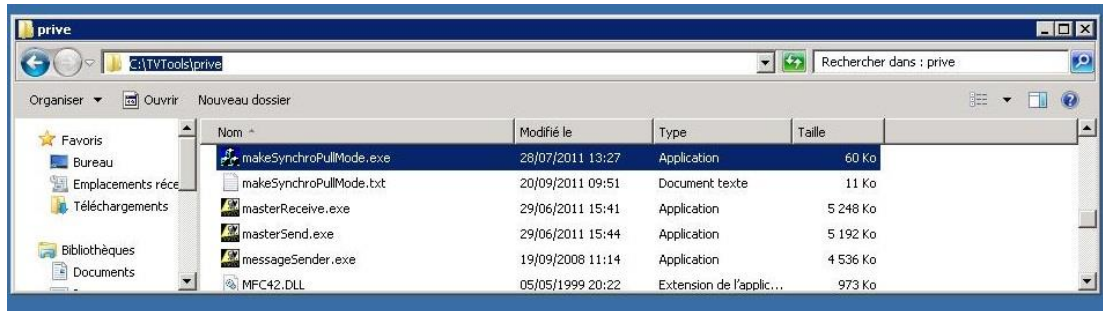 prive
C:\TVTools\prive
Rechercher dans : prive
Organiser Ouvrir Nouveau dossier
Favoris
Bureau
Emplacements réce
Téléchargements
Bibliothèques
Documents
Nom Modifié le Type Taille
makeSynchroPullMode.exe 28/07/2011 13:27 Application 60 Ko
makeSynchroPullMode.txt 20/09/2011 09:51 Document texte 11 Ko
masterReceive.exe 29/06/2011 15:41 Application 5 248 Ko
masterSend.exe 29/06/2011 15:44 Application 5 192 Ko
messageSender.exe 19/09/2008 11:14 Application 4 536 Ko
MFC42.DLL 05/05/1999 20:22 Extension de l'applic... 973 Ko